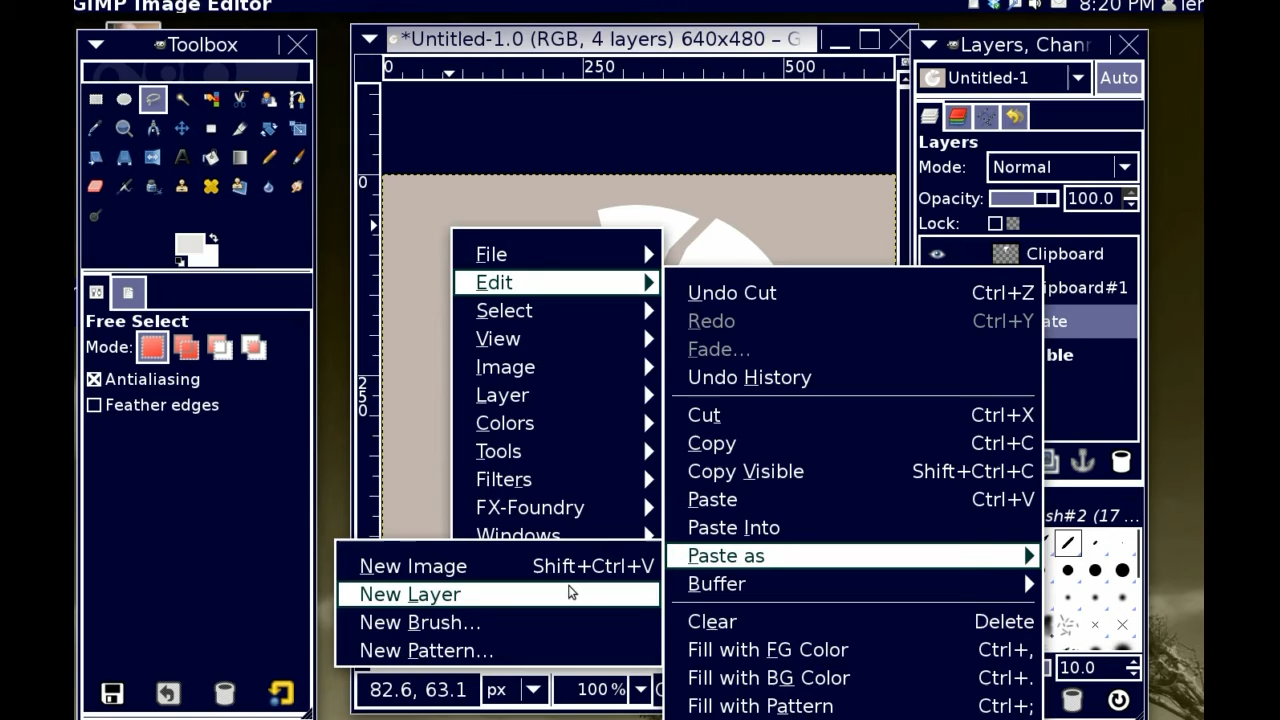 GIMP Image Editor
8:20 PM
Toolbox
*Untitled-1.0 (RGB, 4 layers) 640x480 – G
Layers, Chan
0
250
500
Untitled-1
Auto
Layers
Mode:
Normal
Opacity:
100.0
Lock:
0
250
Clipboard
ipboard#1
ate
ble
Free Select
Mode:
Antialiasing
Feather edges
File
Edit
Select
View
Image
Layer
Colors
Tools
Filters
FX-Foundry
Windows
Undo Cut Ctrl+Z
Redo Ctrl+Y
Fade...
Undo History
Cut Ctrl+X
Copy Ctrl+C
Copy Visible Shift+Ctrl+C
Paste Ctrl+V
Paste Into
Paste as
Buffer
Clear Delete
Fill with FG Color Ctrl+,
Fill with BG Color Ctrl+.
Fill with Pattern Ctrl+;
New Image Shift+Ctrl+V
New Layer
New Brush...
New Pattern...
sh#2 (17 ...
10.0
82.6, 63.1
px
100 %